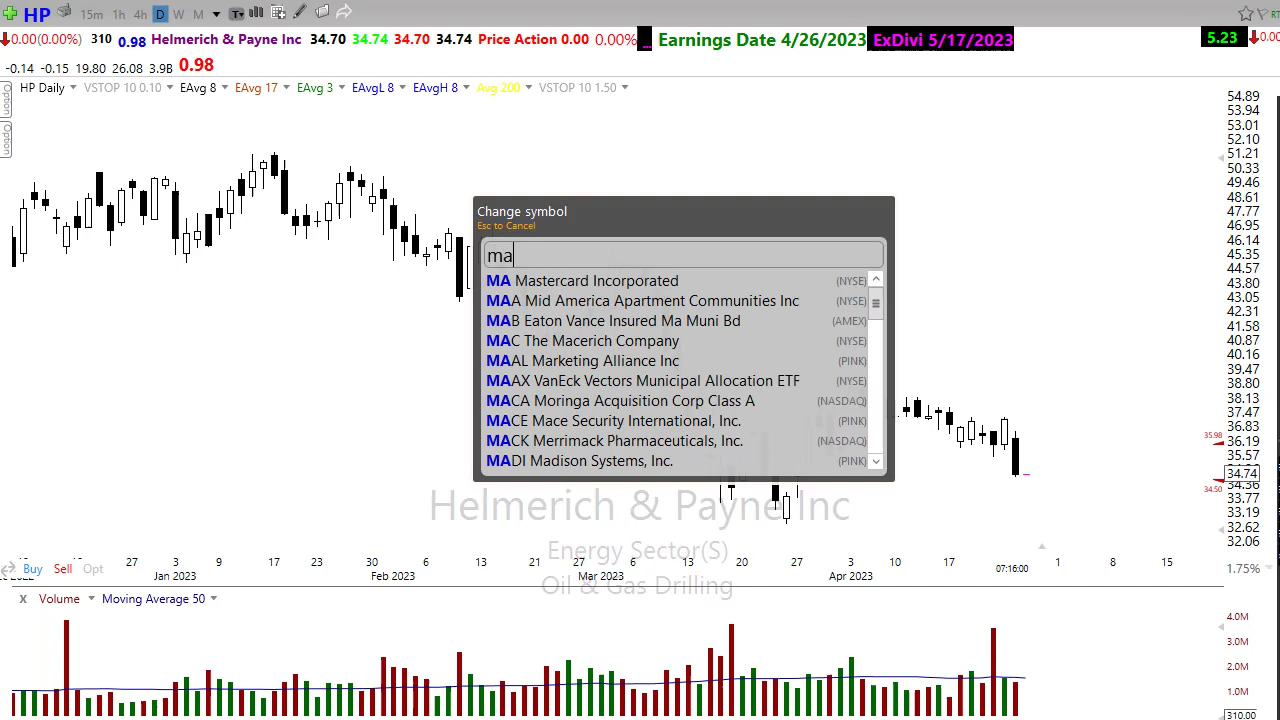 HP 15m 1h 4h D W M T
0.00(0.00%) 310 0.98 Helmerich & Payne Inc 34.70 34.74 34.70 34.74 Price Action 0.00 0.00% ... Earnings Date 4/26/2023 ExDivi 5/17/2023 5.23 0.00
-0.14 -0.15 19.80 26.08 3.9B 0.98
HP Daily VSTOP 10 0.10 EAvg 8 EAvg 17 EAvg 3 EAvgL 8 EAvgH 8 Avg 200 VSTOP 10 1.50
Option
Option
Change symbol
Esc to Cancel
ma
MA Mastercard Incorporated (NYSE)
MAA Mid America Apartment Communities Inc (NYSE)
MAB Eaton Vance Insured Ma Muni Bd (AMEX)
MAC The Macerich Company (NYSE)
MAAL Marketing Alliance Inc (PINK)
MAAX VanEck Vectors Municipal Allocation ETF (NYSE)
MACA Moringa Acquisition Corp Class A (NASDAQ)
MACE Mace Security International, Inc. (PINK)
MACK Merrimack Pharmaceuticals, Inc. (NASDAQ)
MADI Madison Systems, Inc. (PINK)
54.89
53.94
53.01
52.10
51.21
50.33
49.46
48.61
47.77
46.95
46.14
45.35
44.57
43.80
43.05
42.31
41.58
40.87
40.16
39.47
38.80
38.13
37.47
36.83
35.98
36.19
35.57
34.74
34.36
34.50
33.77
33.19
32.62
32.06
Helmerich & Payne Inc
Energy Sector(S)
Oil & Gas Drilling
27 3 9 17 23 30 6 13 21 27 6 13 20 27 3 10 17 1 8 15
Jan 2023 Feb 2023 Mar 2023 Apr 2023 07:16:00
Buy Sell Opt 1.75%
X Volume Moving Average 50
4.0M
3.0M
2.0M
1.0M
310.00